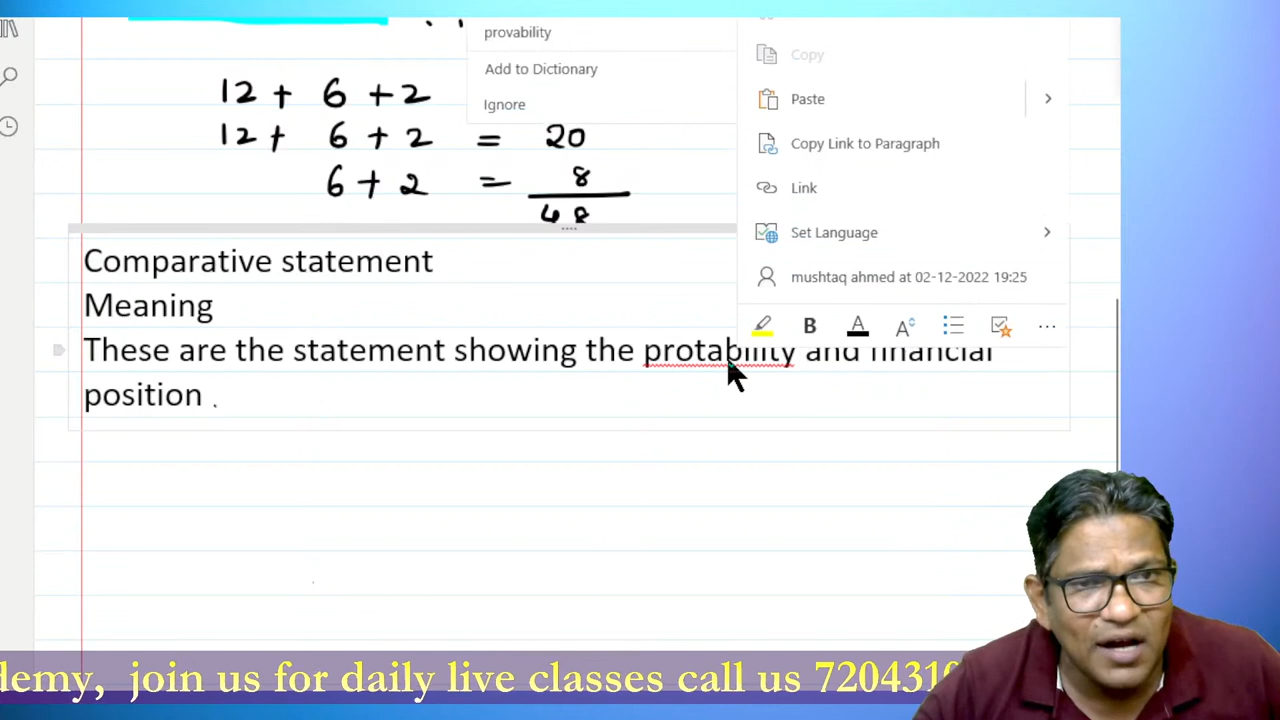 provability
Add to Dictionary
Ignore
Copy
Paste
Copy Link to Paragraph
Link
Set Language
mushtaq ahmed at 02-12-2022 19:25
B A A
12 + 6 + 2
12 + 6 + 2 = 20
6 + 2 = 8
48
Comparative statement
Meaning
These are the statement showing the protability and financial
position .
demy, join us for daily live classes call us 720431